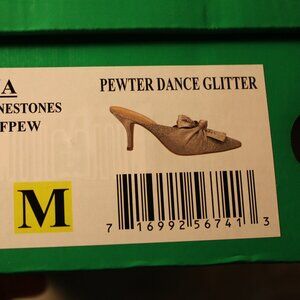 PEWTER DANCE GLITTER
NESTONES
FPEW
M
7 16992 56741 3